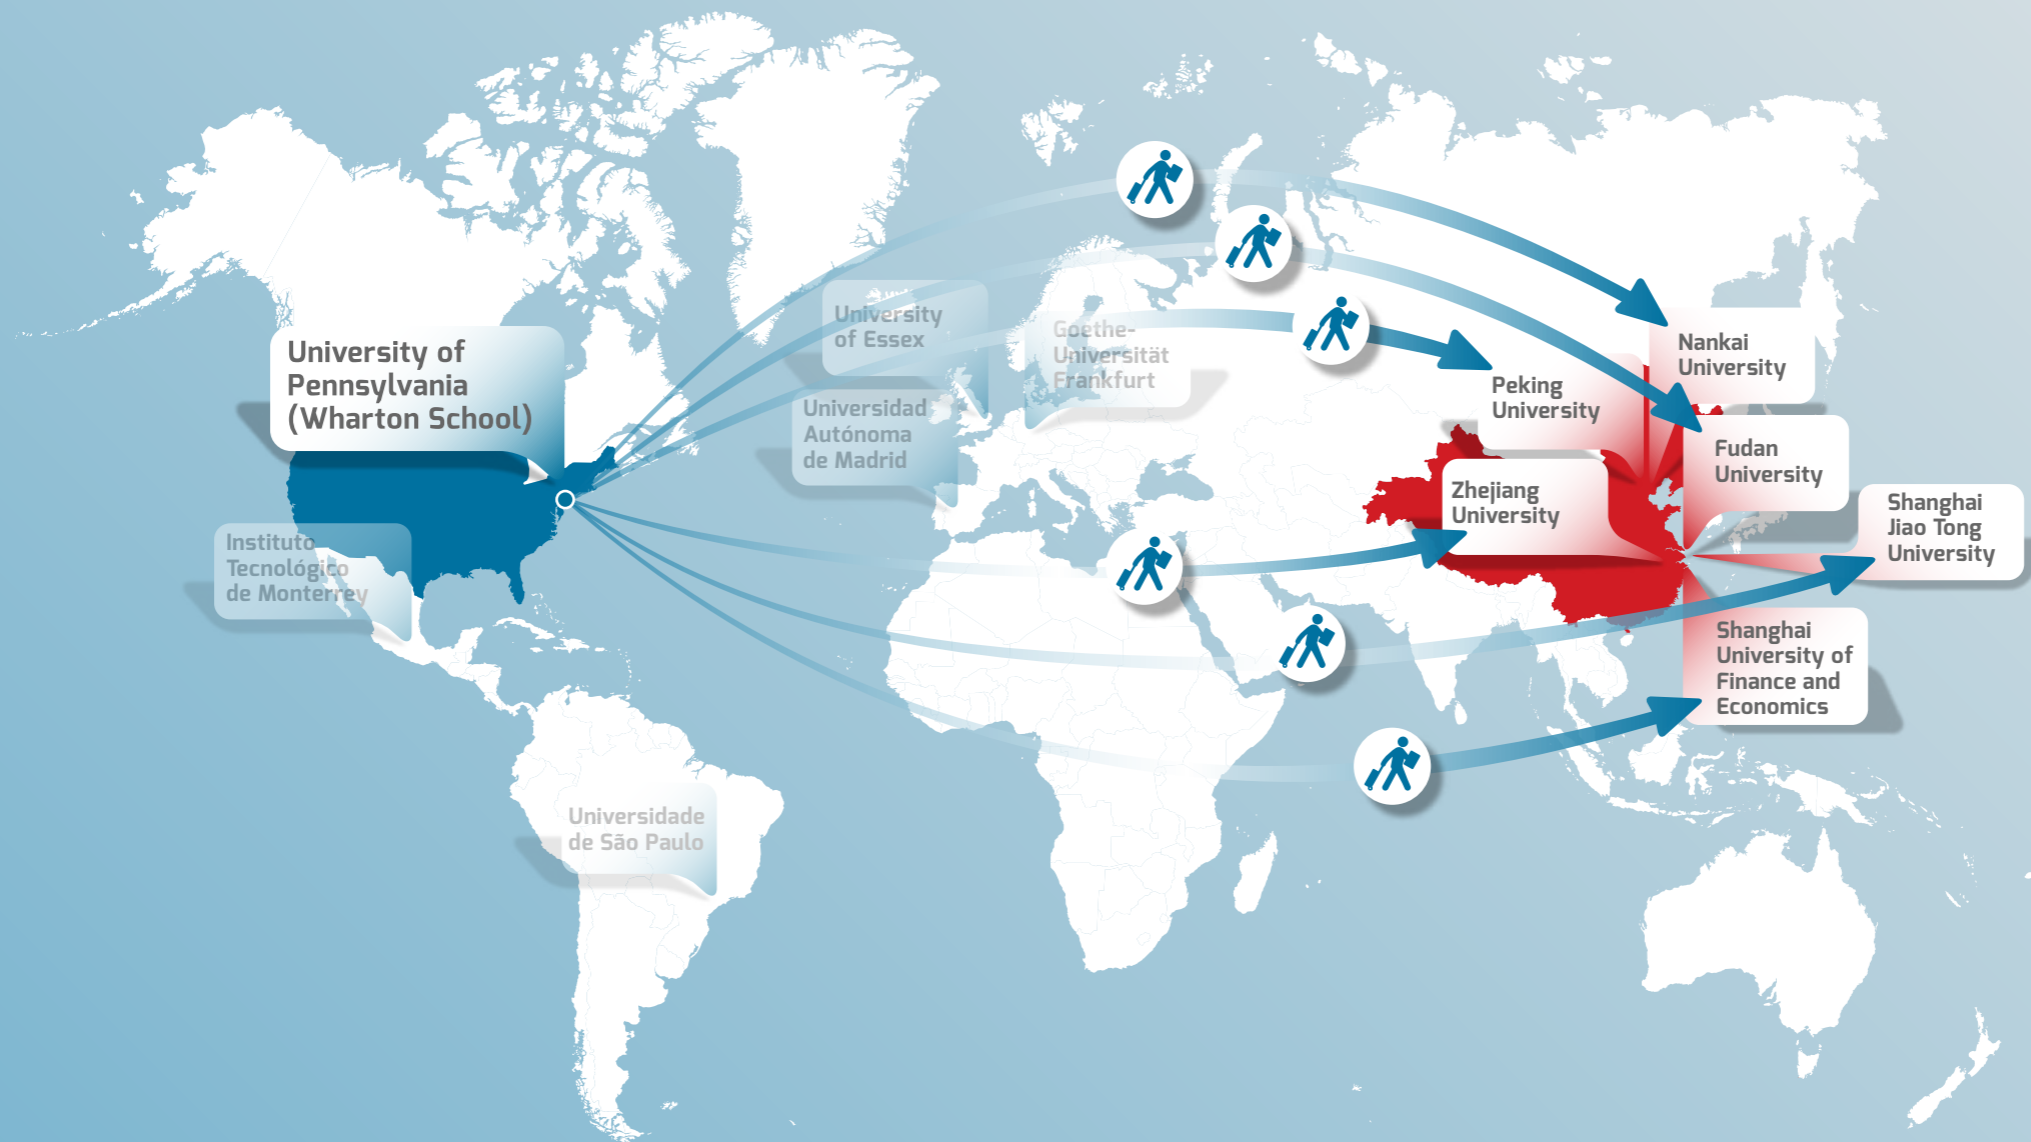 University of
Pennsylvania
(Wharton School)
Instituto
Tecnológico
de Monterrey
Universidade
de São Paulo
University
of Essex
Universidad
Autónoma
de Madrid
Goethe-
Universität
Frankfurt
Nankai
University
Peking
University
Fudan
University
Zhejiang
University
Shanghai
Jiao Tong
University
Shanghai
University of
Finance and
Economics